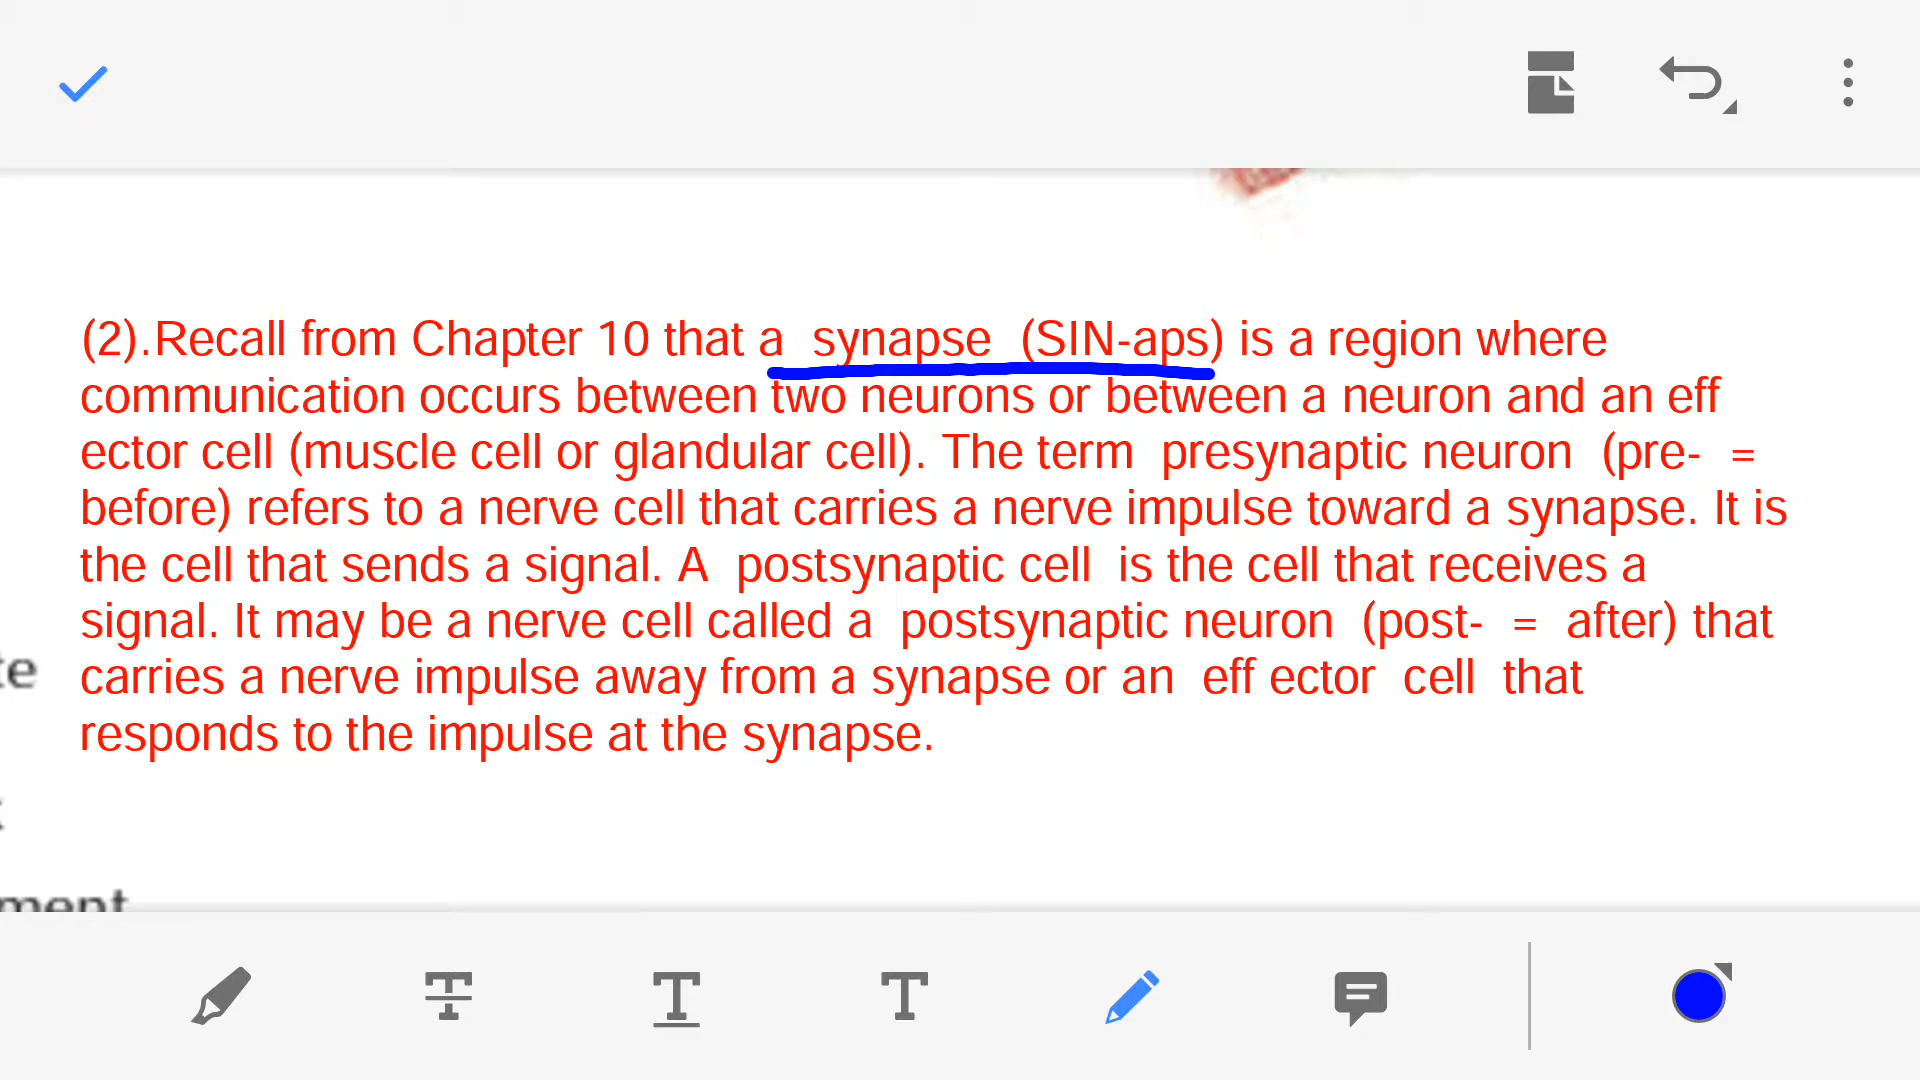 (2).Recall from Chapter 10 that a synapse (SIN-aps) is a region where
communication occurs between two neurons or between a neuron and an eff
ector cell (muscle cell or glandular cell). The term presynaptic neuron (pre- =
before) refers to a nerve cell that carries a nerve impulse toward a synapse. It is
the cell that sends a signal. A postsynaptic cell is the cell that receives a
signal. It may be a nerve cell called a postsynaptic neuron (post- = after) that
carries a nerve impulse away from a synapse or an eff ector cell that
responds to the impulse at the synapse.